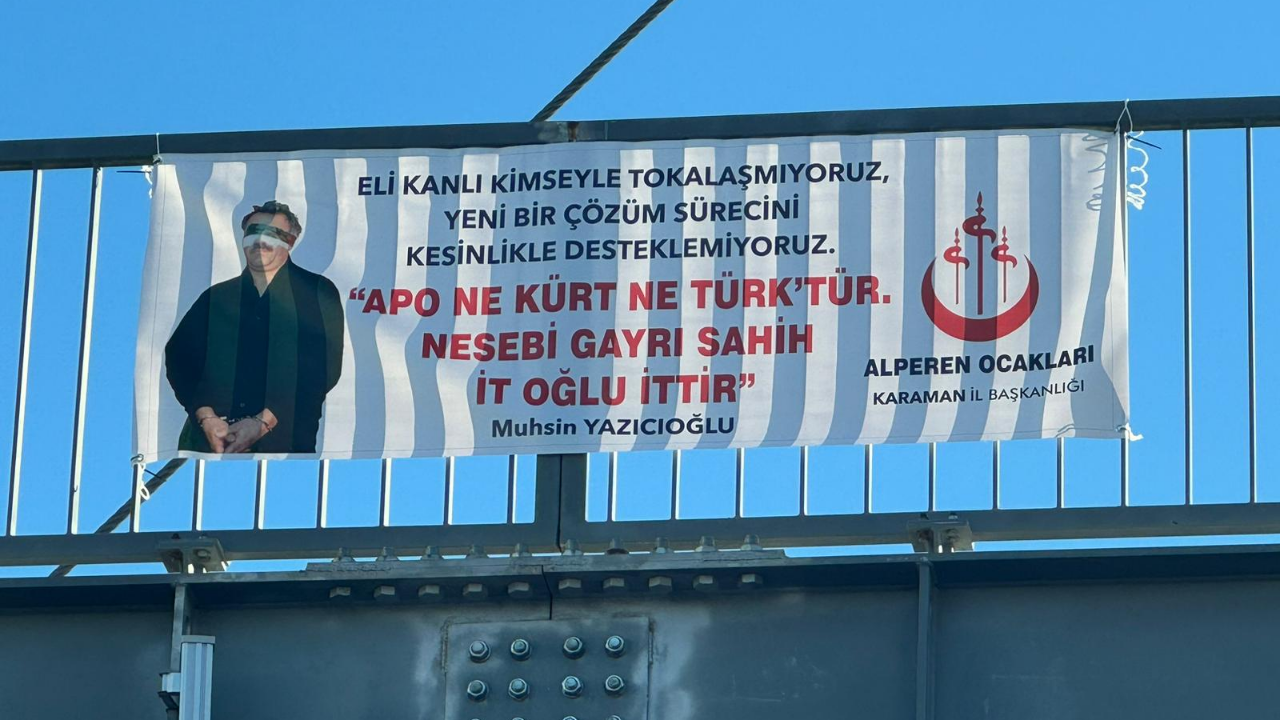 ELİ KANLI KİMSEYLE TOKALAŞMIYORUZ,
YENİ BİR ÇÖZÜM SÜRECİNİ
KESİNLİKLE DESTEKLEMİYORUZ.
“APO NE KÜRT NE TÜRK’TÜR.
NESEBİ GAYRI SAHİH
İT OĞLU İTTİR”
Muhsin YAZICIOĞLU
ALPEREN OCAKLARI
KARAMAN İL BAŞKANLIĞI